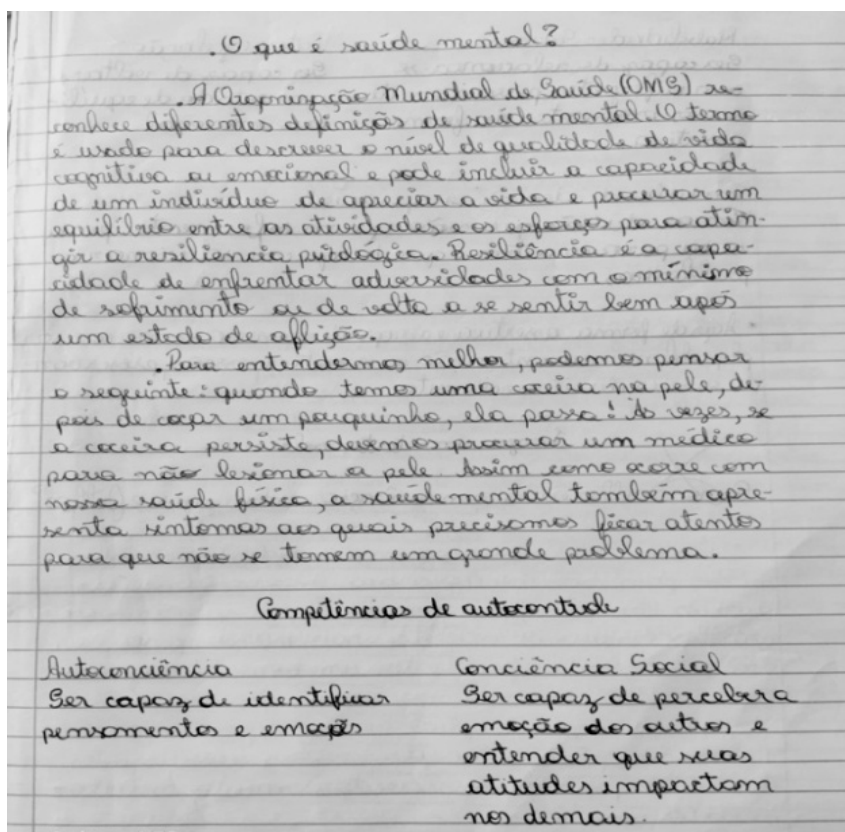 . O que é saúde mental?
. A Organização Mundial de Saúde (OMS) re-
conhece diferentes definições de saúde mental. O termo
é usado para descrever o nível de qualidade de vida
cognitiva ou emocional e pode incluir a capacidade
de um indivíduo de apreciar a vida e procurar um
equilíbrio entre as atividades e os esforços para atin-
gir a resiliencia psicológica. Resiliência é a capa-
cidade de enfrentar adversidades com o mínimo
de sofrimento ou de volta a se sentir bem após
um estado de aflição.
. Para entendermos melhor, podemos pensar
o seguinte: quando temos uma coceira na pele, de-
pois de coçar um pouquinho, ela passa! Às vezes, se
a coceira persiste, devemos procurar um médico
para não lesionar a pele. Assim como ocorre com
nossa saúde física, a saúde mental também apre-
senta sintomas aos quais precisamos ficar atentos
para que não se tornem um grande problema.
Competências de autocontrole
Autoconciência Conciência Social
Ser capaz de identificar Ser capaz de perceber a
pensamentos e emoções emoção dos outros e
entender que suas
atitudes impactam
nos demais.